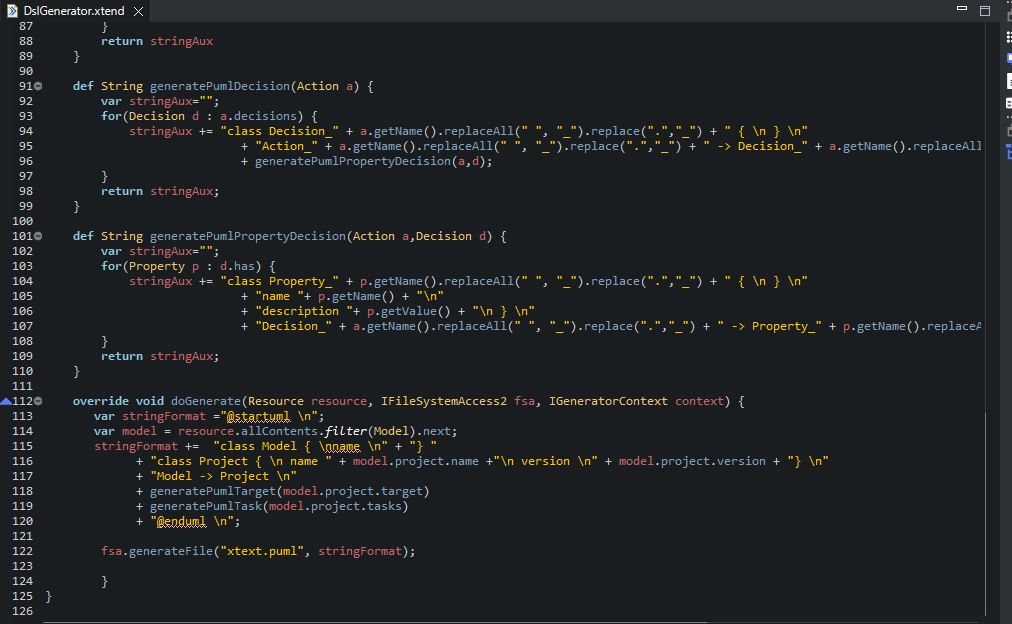 DslGenerator.xtend
87 }
88 return stringAux
89 }
90
91 def String generatePumlDecision(Action a) {
92 var stringAux="";
93 for(Decision d : a.decisions) {
94 stringAux += "class Decision_" + a.getName().replaceAll(" ", "_").replace(".","_") + " { \n } \n"
95 + "Action_" + a.getName().replaceAll(" ", "_").replace(".","_") + " -> Decision_" + a.getName().replaceAll
96 + generatePumlPropertyDecision(a,d);
97 }
98 return stringAux;
99 }
100
101 def String generatePumlPropertyDecision(Action a,Decision d) {
102 var stringAux="";
103 for(Property p : d.has) {
104 stringAux += "class Property_" + p.getName().replaceAll(" ", "_").replace(".","_") + " { \n } \n"
105 + "name "+ p.getName() + "\n"
106 + "description "+ p.getValue() + "\n } \n"
107 + "Decision_" + a.getName().replaceAll(" ", "_").replace(".","_") + " -> Property_" + p.getName().replaceA
108 }
109 return stringAux;
110 }
111
112 override void doGenerate(Resource resource, IFileSystemAccess2 fsa, IGeneratorContext context) {
113 var stringFormat ="@startuml \n";
114 var model = resource.allContents.filter(Model).next;
115 stringFormat += "class Model { \nname \n" + "} "
116 + "class Project { \n name " + model.project.name +"\n version \n" + model.project.version + "} \n"
117 + "Model -> Project \n"
118 + generatePumlTarget(model.project.target)
119 + generatePumlTask(model.project.tasks)
120 + "@enduml \n";
121
122 fsa.generateFile("xtext.puml", stringFormat);
123
124 }
125 }
126